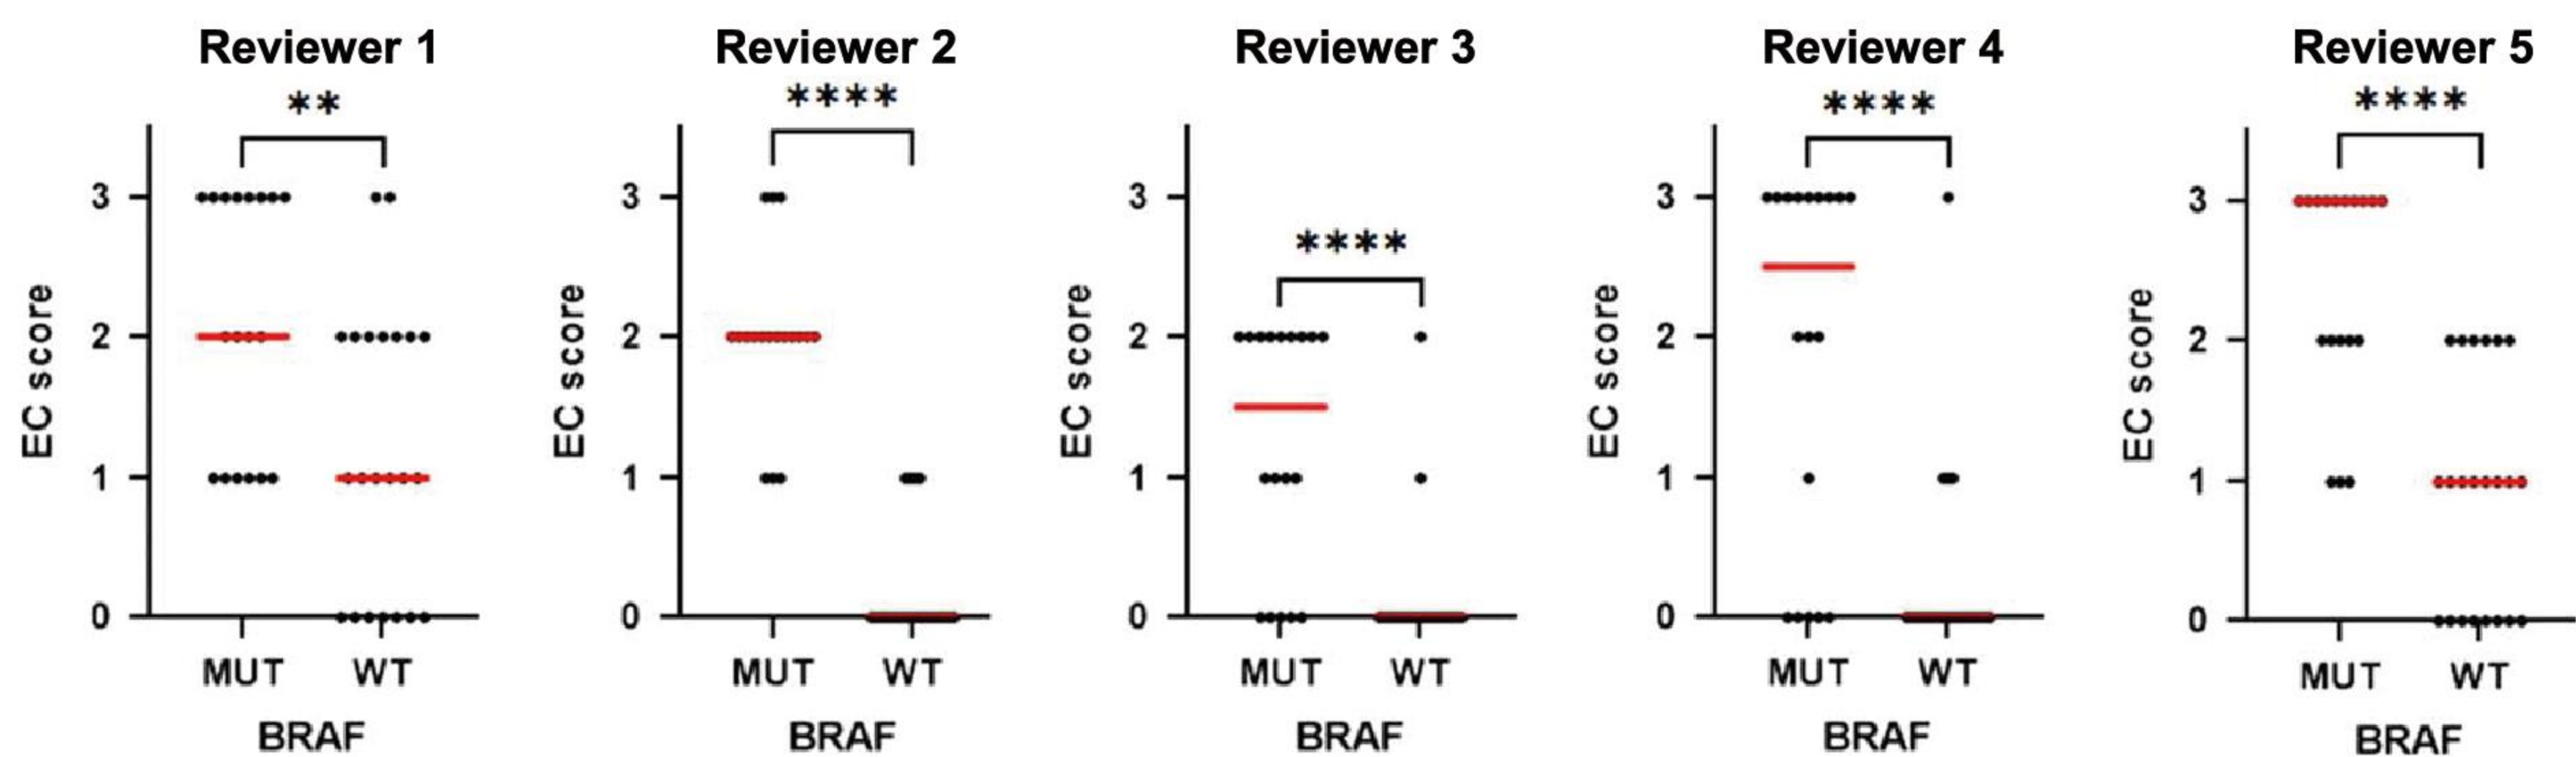 Reviewer 1
**
EC score
3
2
1
0
MUT WT
BRAF
Reviewer 2
****
EC score
3
2
1
0
MUT WT
BRAF
Reviewer 3
****
EC score
3
2
1
0
MUT WT
BRAF
Reviewer 4
****
EC score
3
2
1
0
MUT WT
BRAF
Reviewer 5
****
EC score
3
2
1
0
MUT WT
BRAF